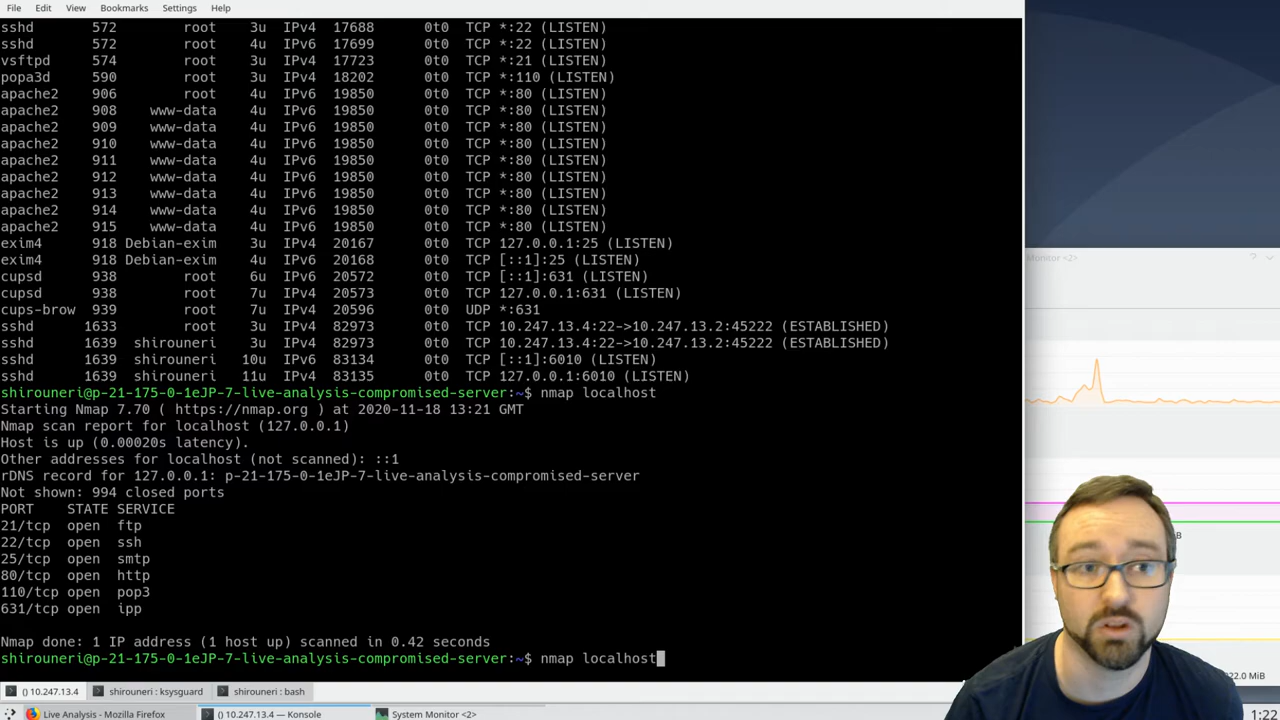 File Edit View Bookmarks Settings Help
sshd 572 root 3u IPv4 17688 0t0 TCP *:22 (LISTEN)
sshd 572 root 4u IPv6 17699 0t0 TCP *:22 (LISTEN)
vsftpd 574 root 3u IPv4 17723 0t0 TCP *:21 (LISTEN)
popa3d 590 root 3u IPv4 18202 0t0 TCP *:110 (LISTEN)
apache2 906 root 4u IPv6 19850 0t0 TCP *:80 (LISTEN)
apache2 908 www-data 4u IPv6 19850 0t0 TCP *:80 (LISTEN)
apache2 909 www-data 4u IPv6 19850 0t0 TCP *:80 (LISTEN)
apache2 910 www-data 4u IPv6 19850 0t0 TCP *:80 (LISTEN)
apache2 911 www-data 4u IPv6 19850 0t0 TCP *:80 (LISTEN)
apache2 912 www-data 4u IPv6 19850 0t0 TCP *:80 (LISTEN)
apache2 913 www-data 4u IPv6 19850 0t0 TCP *:80 (LISTEN)
apache2 914 www-data 4u IPv6 19850 0t0 TCP *:80 (LISTEN)
apache2 915 www-data 4u IPv6 19850 0t0 TCP *:80 (LISTEN)
exim4 918 Debian-exim 3u IPv4 20167 0t0 TCP 127.0.0.1:25 (LISTEN)
exim4 918 Debian-exim 4u IPv6 20168 0t0 TCP [::1]:25 (LISTEN)
cupsd 938 root 6u IPv6 20572 0t0 TCP [::1]:631 (LISTEN)
cupsd 938 root 7u IPv4 20573 0t0 TCP 127.0.0.1:631 (LISTEN)
cups-brow 939 root 7u IPv4 20596 0t0 UDP *:631
sshd 1633 root 3u IPv4 82973 0t0 TCP 10.247.13.4:22->10.247.13.2:45222 (ESTABLISHED)
sshd 1639 shirouneri 3u IPv4 82973 0t0 TCP 10.247.13.4:22->10.247.13.2:45222 (ESTABLISHED)
sshd 1639 shirouneri 10u IPv6 83134 0t0 TCP [::1]:6010 (LISTEN)
sshd 1639 shirouneri 11u IPv4 83135 0t0 TCP 127.0.0.1:6010 (LISTEN)
shirouneri@p-21-175-0-1eJP-7-live-analysis-compromised-server:~$ nmap localhost
Starting Nmap 7.70 ( https://nmap.org ) at 2020-11-18 13:21 GMT
Nmap scan report for localhost (127.0.0.1)
Host is up (0.00020s latency).
Other addresses for localhost (not scanned): ::1
rDNS record for 127.0.0.1: p-21-175-0-1eJP-7-live-analysis-compromised-server
Not shown: 994 closed ports
PORT STATE SERVICE
21/tcp open ftp
22/tcp open ssh
25/tcp open smtp
80/tcp open http
110/tcp open pop3
631/tcp open ipp
Nmap done: 1 IP address (1 host up) scanned in 0.42 seconds
shirouneri@p-21-175-0-1eJP-7-live-analysis-compromised-server:~$ nmap localhost
Monitor <2>
B
22.0 MiB
() 10.247.13.4 shirouneri : ksysguard shirouneri : bash
Live Analysis - Mozilla Firefox () 10.247.13.4 — Konsole System Monitor <2> 1:22